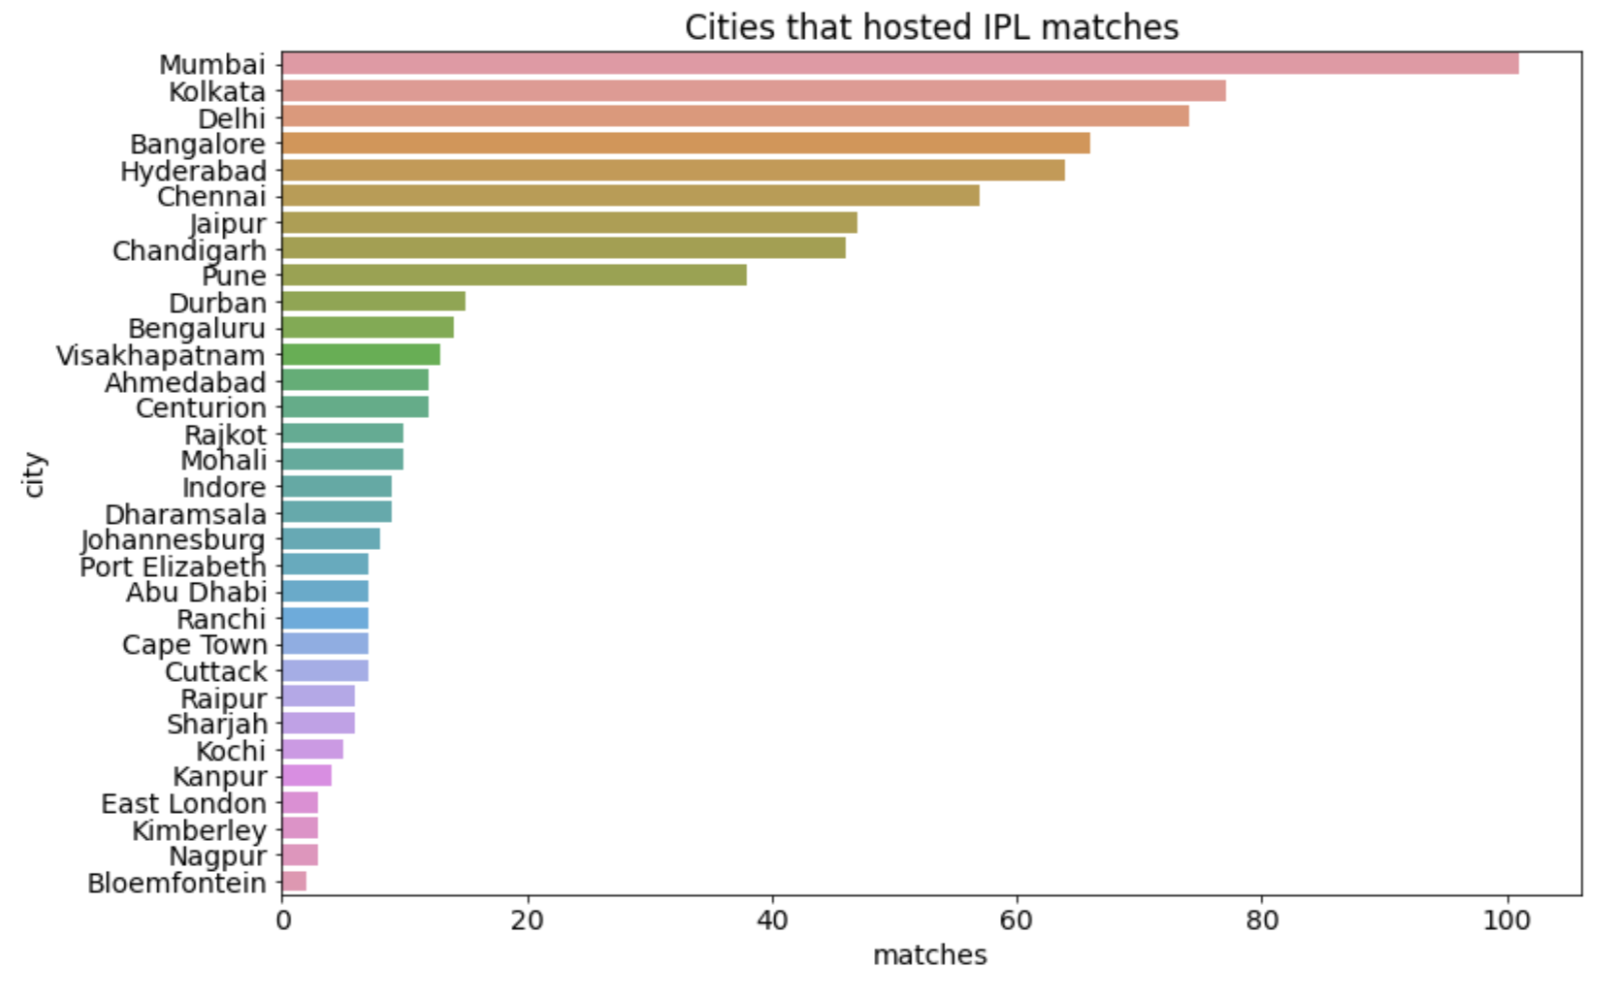 Cities that hosted IPL matches
Mumbai
Kolkata
Delhi
Bangalore
Hyderabad
Chennai
Jaipur
Chandigarh
Pune
Durban
Bengaluru
Visakhapatnam
Ahmedabad
Centurion
Rajkot
Mohali
Indore
Dharamsala
Johannesburg
Port Elizabeth
Abu Dhabi
Ranchi
Cape Town
Cuttack
Raipur
Sharjah
Kochi
Kanpur
East London
Kimberley
Nagpur
Bloemfontein
city
0 20 40 60 80 100
matches